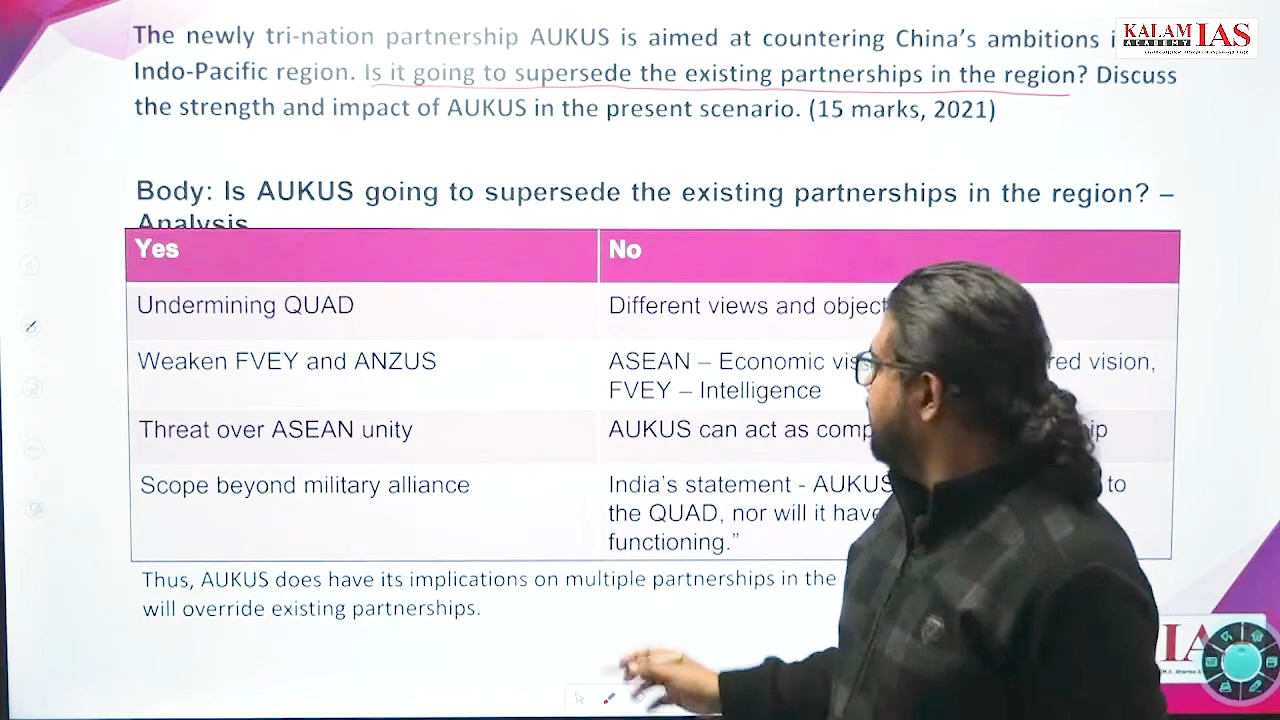 The newly tri-nation partnership AUKUS is aimed at countering China's ambitions
Indo-Pacific region. Is it going to supersede the existing partnerships in the region? Discuss
the strength and impact of AUKUS in the present scenario. (15 marks, 2021)
KALAM IAS
ACADEMY
Body: Is AUKUS going to supersede the existing partnerships in the region? –
Analysis
Yes No
Undermining QUAD Different views and
Weaken FVEY and ANZUS ASEAN – Economic vision,
FVEY – Intelligence
Threat over ASEAN unity AUKUS can act as
Scope beyond military alliance India's statement - AUKUS to
the QUAD, nor will it have
functioning."
Thus, AUKUS does have its implications on multiple partnerships in the
will override existing partnerships.